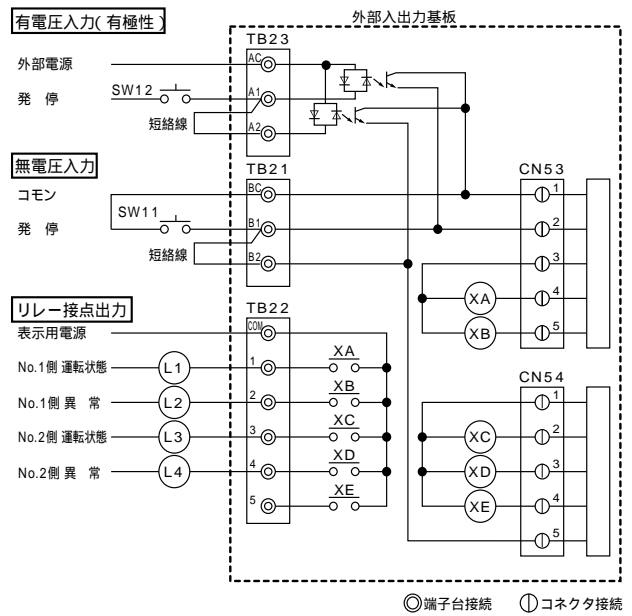 有電圧入力(有極性)
外部入出力基板
TB23
外部電源
AC
発 停
SW12
A1
短絡線
A2
無電圧入力
TB21
CN53
コモン
BC
1
発 停
SW11
B1
2
短絡線
B2
3
XA
4
XB
5
リレー接点出力
TB22
表示用電源
COM
No.1側 運転状態
L1
1
XA
CN54
No.1側 異 常
L2
2
XB
1
No.2側 運転状態
L3
3
XC
XC
2
No.2側 異 常
L4
4
XD
XD
3
5
XE
XE
4
5
端子台接続
コネクタ接続